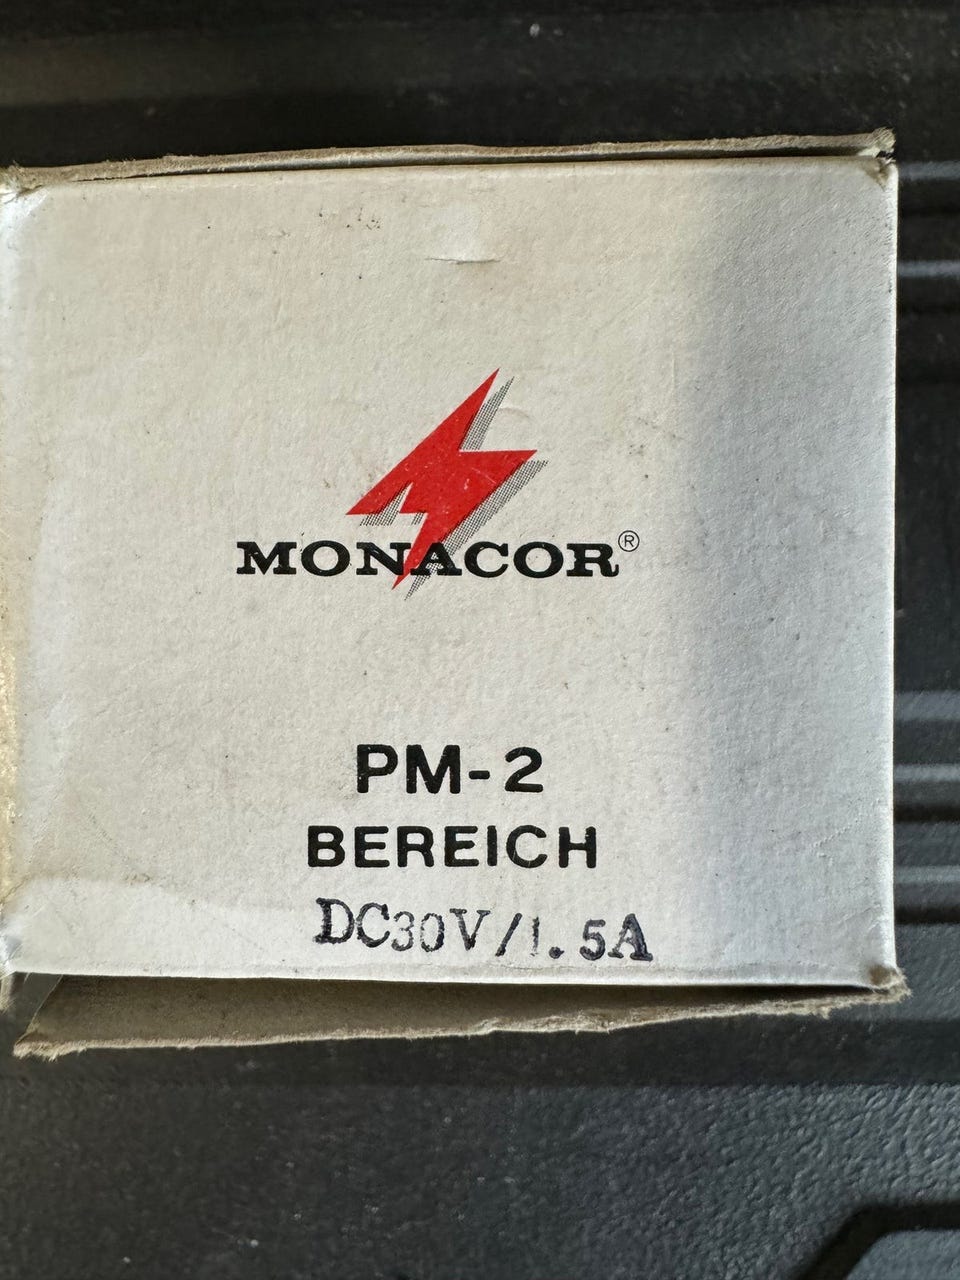 MONACOR®
PM-2
BEREICH
DC30V/1.5A